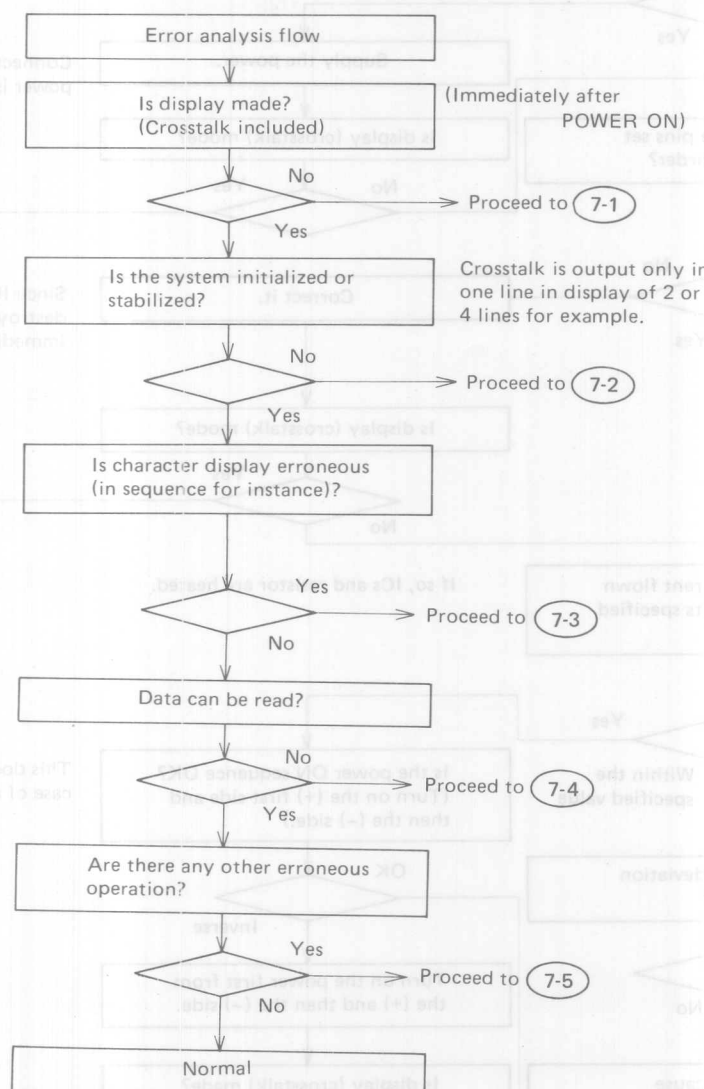 Error analysis flow
Is display made?
(Crosstalk included)
(Immediately after
POWER ON)
No
Proceed to 7-1
Yes
Is the system initialized or
stabilized?
Crosstalk is output only in
one line in display of 2 or
4 lines for example.
No
Proceed to 7-2
Yes
Is character display erroneous
(in sequence for instance)?
Yes
Proceed to 7-3
No
Data can be read?
No
Proceed to 7-4
Yes
Are there any other erroneous
operation?
Yes
Proceed to 7-5
No
Normal